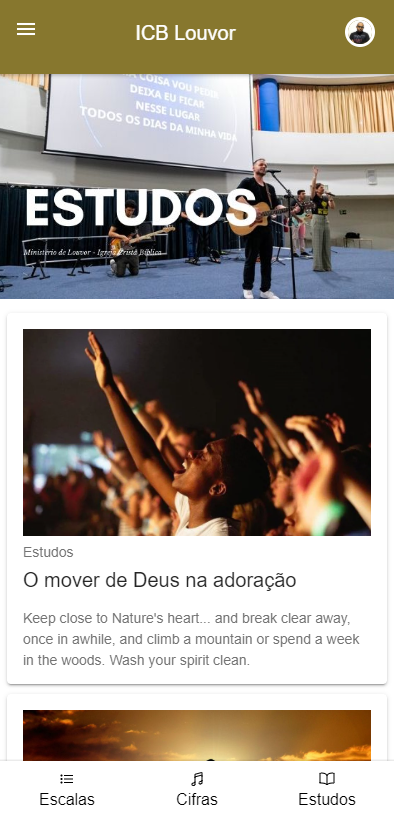 ICB Louvor
COISA VOU PEDIR
DEIXA EU FICAR
NESSE LUGAR
TODOS OS DIAS DA MINHA VIDA
ESTUDOS
Ministério de Louvor - Igreja Cristã Bíblica
Estudos
O mover de Deus na adoração
Keep close to Nature's heart... and break clear away,
once in awhile, and climb a mountain or spend a week
in the woods. Wash your spirit clean.
Escalas
Cifras
Estudos